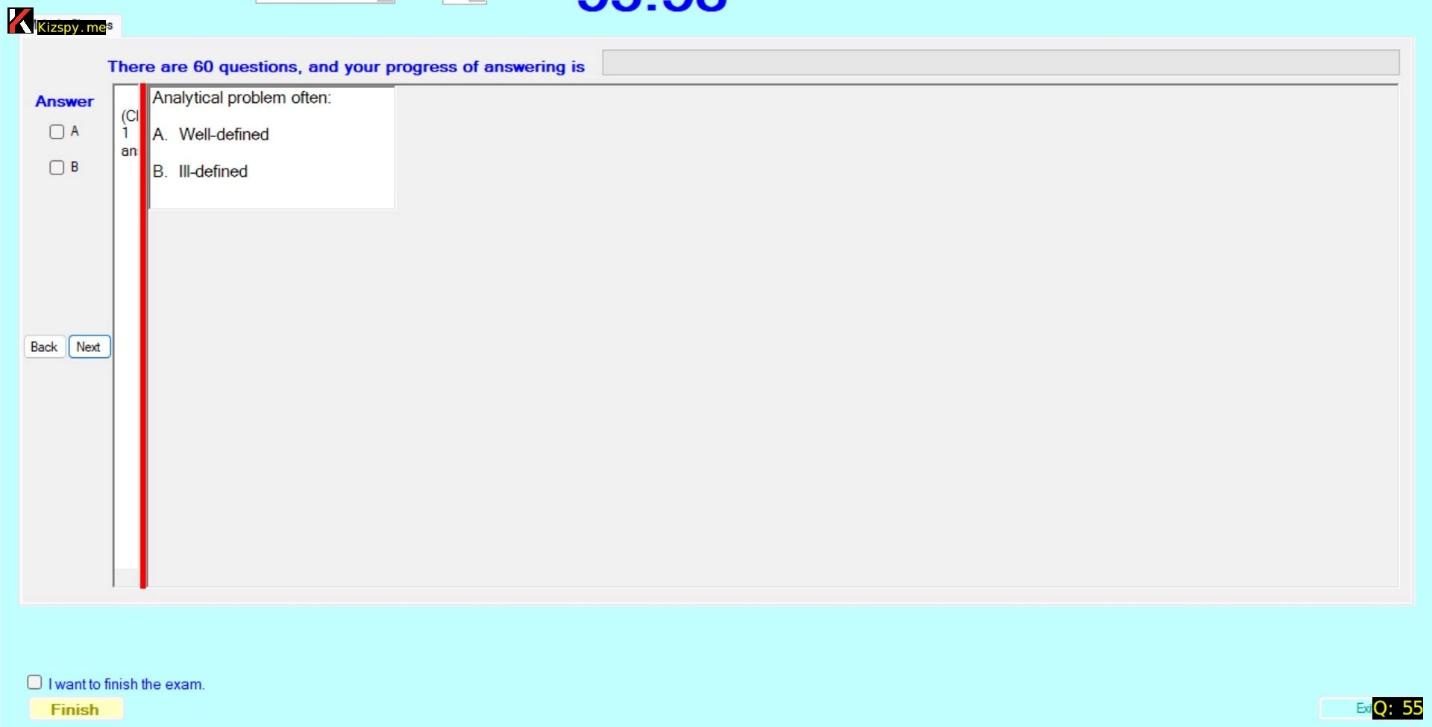 Kizspy.me
There are 60 questions, and your progress of answering is
Answer
A
B
1
Analytical problem often:
A. Well-defined
B. Ill-defined
Back Next
I want to finish the exam.
Finish
Q: 55